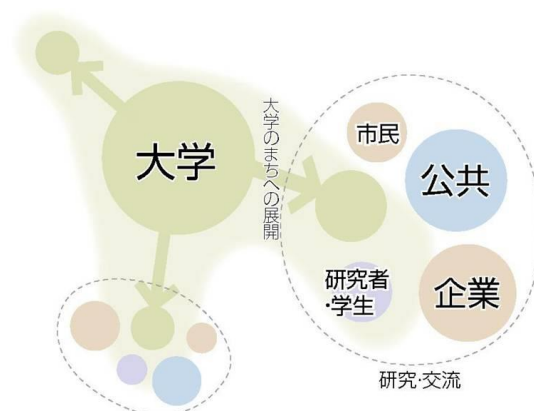 大学
大学のまちへの展開
市民
公共
研究者
・学生
企業
研究・交流